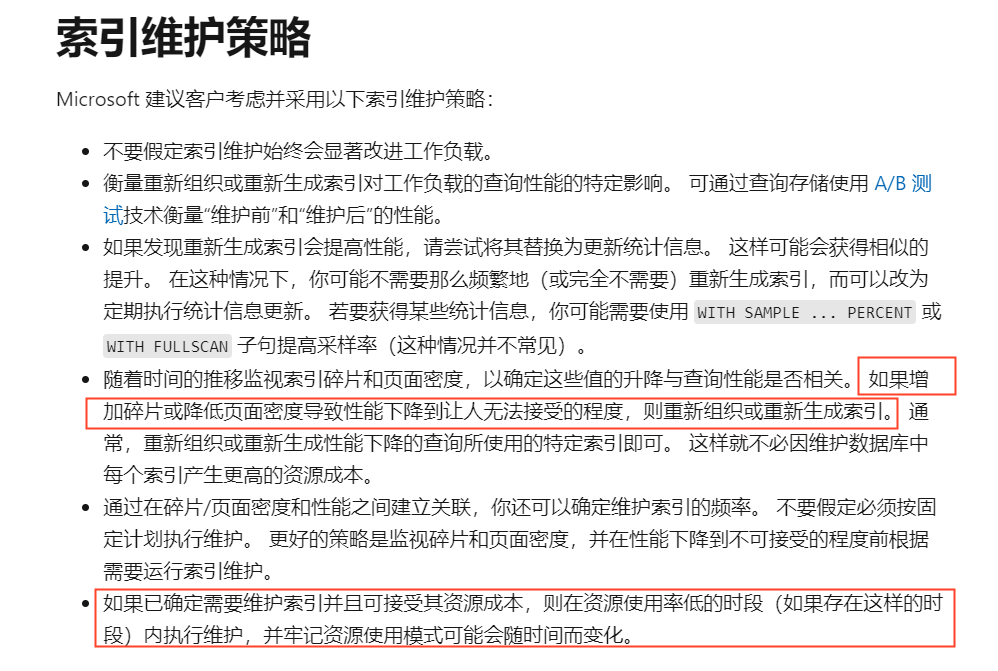 索引维护策略
Microsoft 建议客户考虑并采用以下索引维护策略：
不要假定索引维护始终会显著改进工作负载。
衡量重新组织或重新生成索引对工作负载的查询性能的特定影响。 可通过查询存储使用 A/B 测
试技术衡量“维护前”和“维护后”的性能。
如果发现重新生成索引会提高性能，请尝试将其替换为更新统计信息。 这样可能会获得相似的
提升。 在这种情况下，你可能不需要那么频繁地（或完全不需要）重新生成索引，而可以改为
定期执行统计信息更新。 若要获得某些统计信息，你可能需要使用 WITH SAMPLE ... PERCENT 或
WITH FULLSCAN 子句提高采样率（这种情况并不常见）。
随着时间的推移监视索引碎片和页面密度，以确定这些值的升降与查询性能是否相关。 如果增
加碎片或降低页面密度导致性能下降到让人无法接受的程度，则重新组织或重新生成索引。 通
常，重新组织或重新生成性能下降的查询所使用的特定索引即可。 这样就不必因维护数据库中
每个索引产生更高的资源成本。
通过在碎片/页面密度和性能之间建立关联，你还可以确定维护索引的频率。 不要假定必须按固
定计划执行维护。 更好的策略是监视碎片和页面密度，并在性能下降到不可接受的程度前根据
需要运行索引维护。
如果已确定需要维护索引并且可接受其资源成本，则在资源使用率低的时段（如果存在这样的时
段）内执行维护，并牢记资源使用模式可能会随时间而变化。